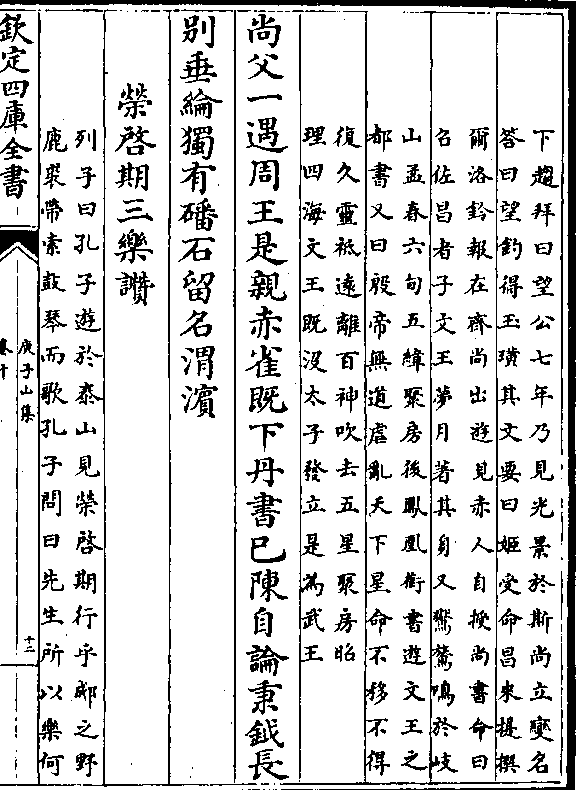 下趨拜曰望公七年乃見光景於斯尚立變名
答曰望釣得玉璜其文要曰姬受命昌來提撰
爾洛鈐報在齊尚出遊見赤人自授尚書命曰
名佐昌者子文王夢月著其身又鸑鷟鳴於岐
山孟春六旬五緯聚房後鳳凰銜書遊文王之
都書又曰殷帝無道虐亂天下星命不移不得
復久靈祇遠離百神吹去五星聚房昭
理四海文王既沒太子發立是為武王
尚父一遇周王是親赤雀既下丹書已陳自論秉鉞長
别垂綸獨有磻石留名渭濱
榮啓期三樂讚
列子曰孔子遊於泰山見榮啓期行乎郕之野
鹿裘帶索鼓琴而歌孔子問曰先生所以樂何
欽定四庫全書
庾子山集
卷十
十二